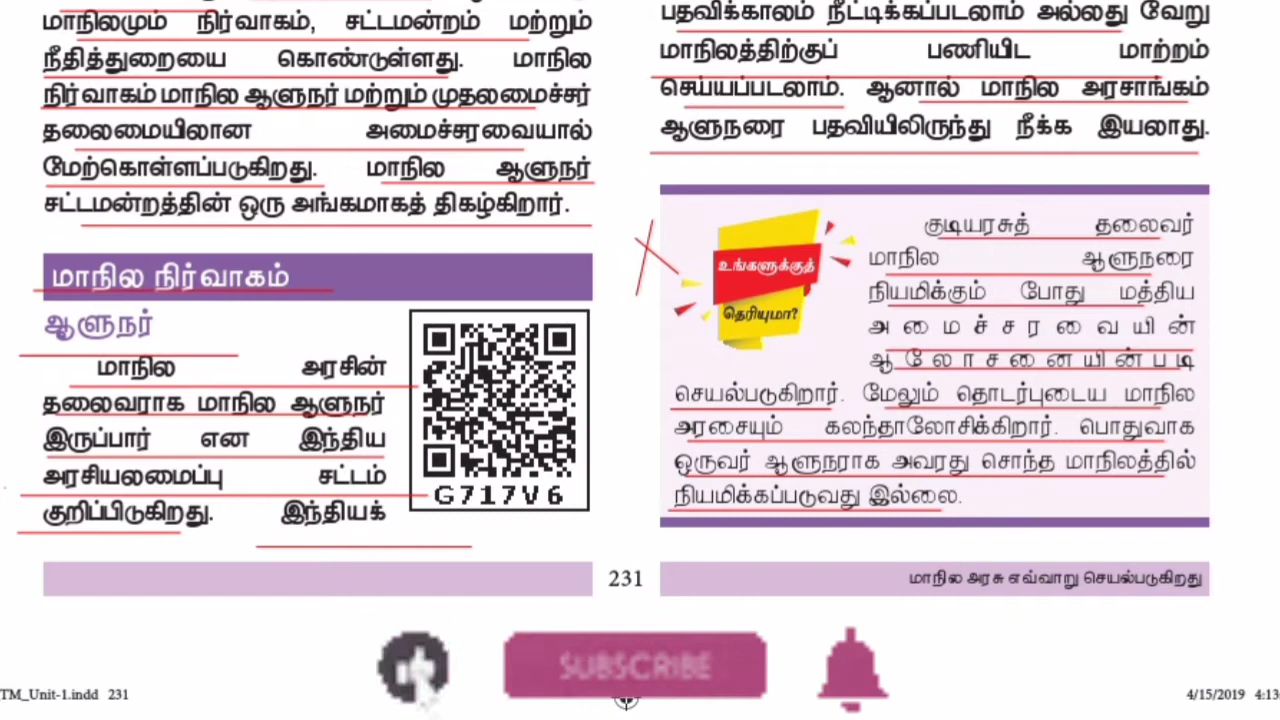 மாநிலமும் நிர்வாகம், சட்டமன்றம் மற்றும்
நீதித்துறையை கொண்டுள்ளது. மாநில
நிர்வாகம் மாநில ஆளுநர் மற்றும் முதலமைச்சர்
தலைமையிலான அமைச்சரவையால்
மேற்கொள்ளப்படுகிறது. மாநில ஆளுநர்
சட்டமன்றத்தின் ஒரு அங்கமாகத் திகழ்கிறார்.
மாநில நிர்வாகம்
ஆளுநர்
மாநில அரசின்
தலைவராக மாநில ஆளுநர்
இருப்பார் என இந்திய
அரசியலமைப்பு சட்டம்
குறிப்பிடுகிறது. இந்தியக்
G717V6
பதவிக்காலம் நீட்டிக்கப்படலாம் அல்லது வேறு
மாநிலத்திற்குப் பணியிட மாற்றம்
செய்யப்படலாம். ஆனால் மாநில அரசாங்கம்
ஆளுநரை பதவியிலிருந்து நீக்க இயலாது.
உங்களுக்குத்
தெரியுமா?
குடியரசுத் தலைவர்
மாநில ஆளுநரை
நியமிக்கும் போது மத்திய
அமைச்சரவையின்
ஆலோசனையின்படி
செயல்படுகிறார். மேலும் தொடர்புடைய மாநில
அரசையும் கலந்தாலோசிக்கிறார். பொதுவாக
ஒருவர் ஆளுநராக அவரது சொந்த மாநிலத்தில்
நியமிக்கப்படுவது இல்லை.
231
மாநில அரசு எவ்வாறு செயல்படுகிறது
SUBSCRIBE
TM_Unit-1.indd 231
4/15/2019 4:13